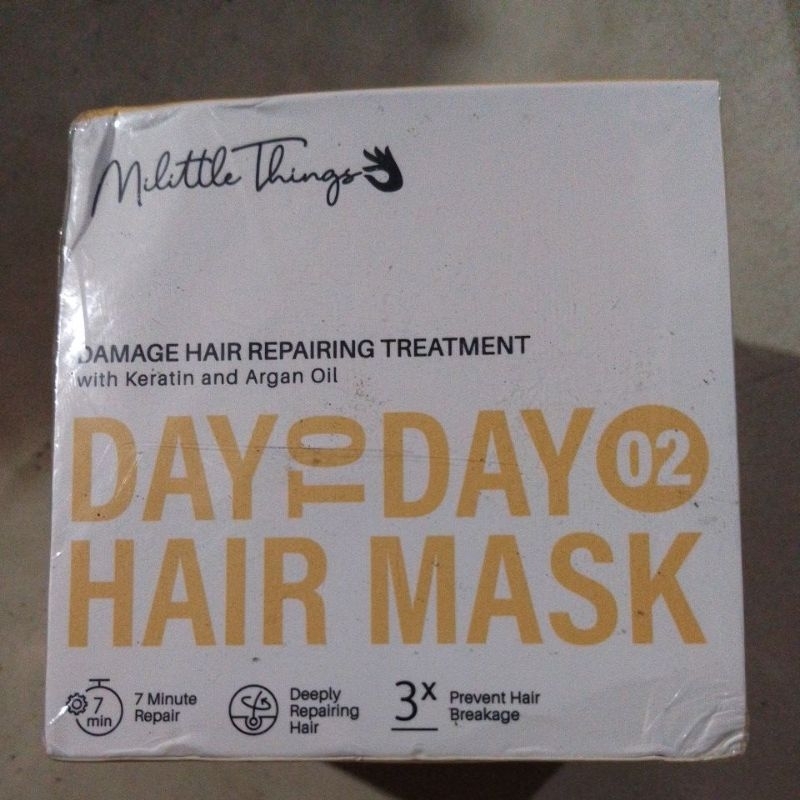 Milittle Things
DAMAGE HAIR REPAIRING TREATMENT
with Keratin and Argan Oil
DAY TO DAY 02
HAIR MASK
7
min
7 Minute
Repair
Deeply
Repairing
Hair
3x
Prevent Hair
Breakage